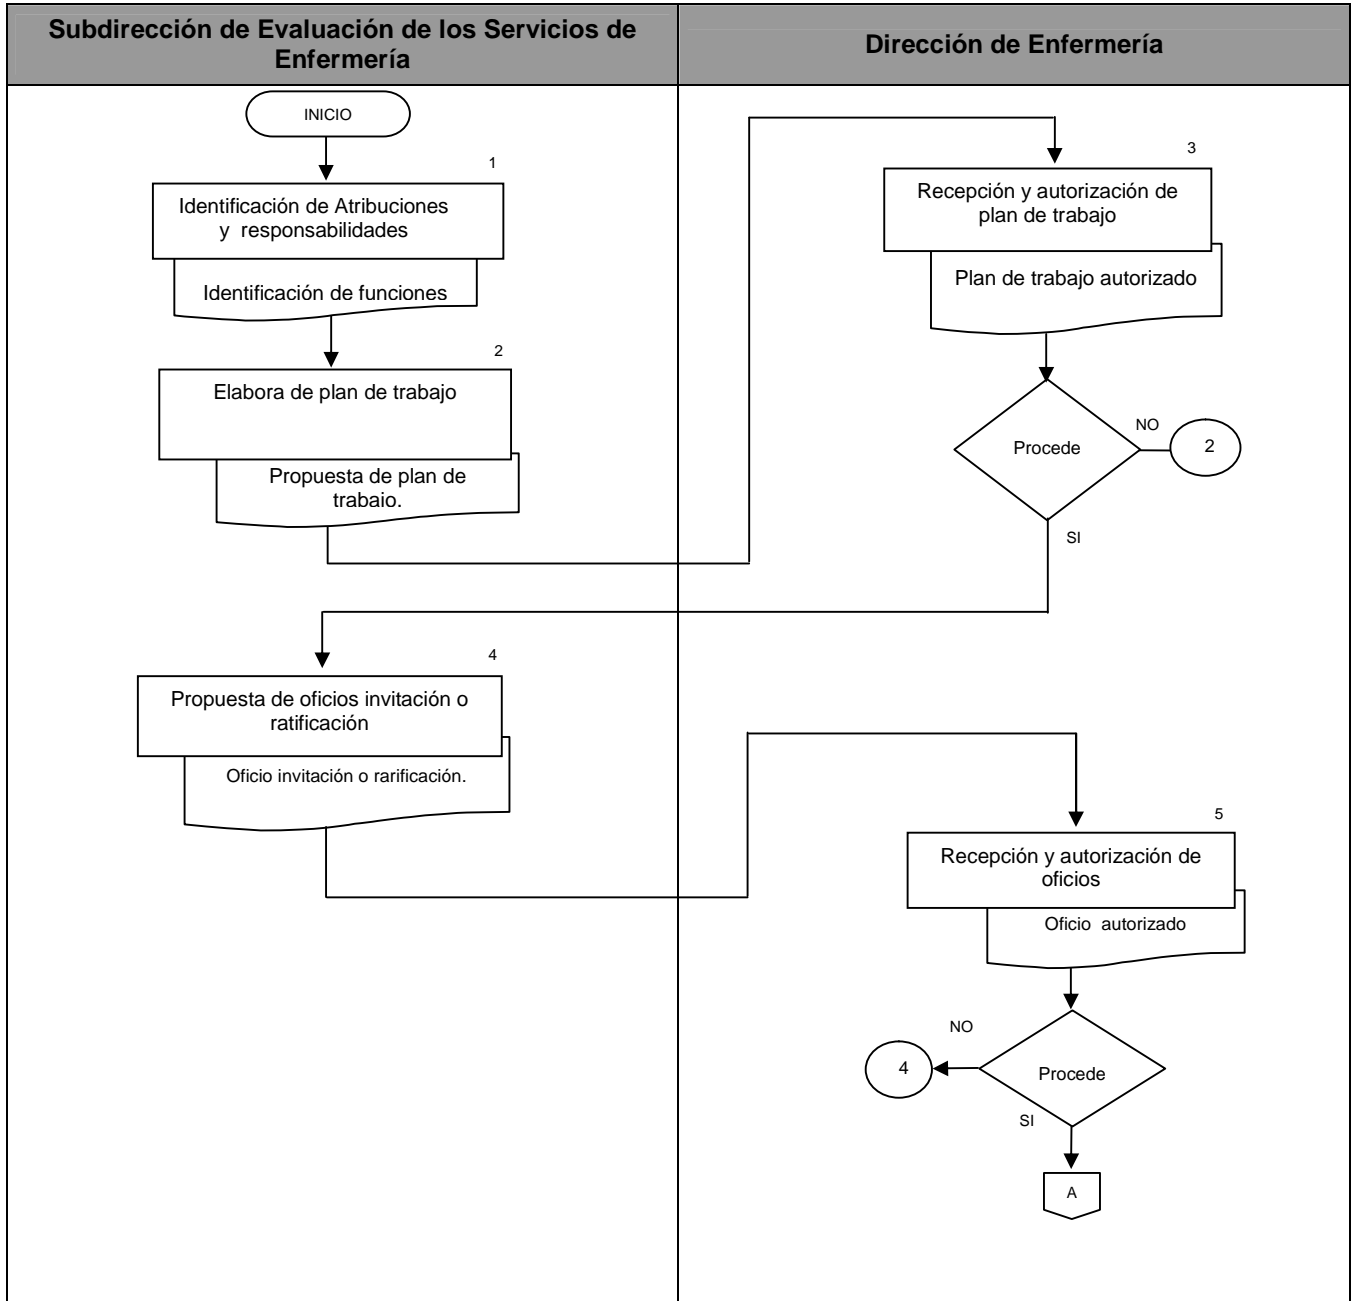 Subdirección de Evaluación de los Servicios de
Enfermería
Dirección de Enfermería
INICIO
1
Identificación de Atribuciones
y responsabilidades
Identificación de funciones
2
Elabora de plan de trabajo
Propuesta de plan de
trabaio.
3
Recepción y autorización de
plan de trabajo
Plan de trabajo autorizado
Procede
NO
2
SI
4
Propuesta de oficios invitación o
ratificación
Oficio invitación o rarificación.
5
Recepción y autorización de
oficios
Oficio autorizado
NO
4
Procede
SI
A